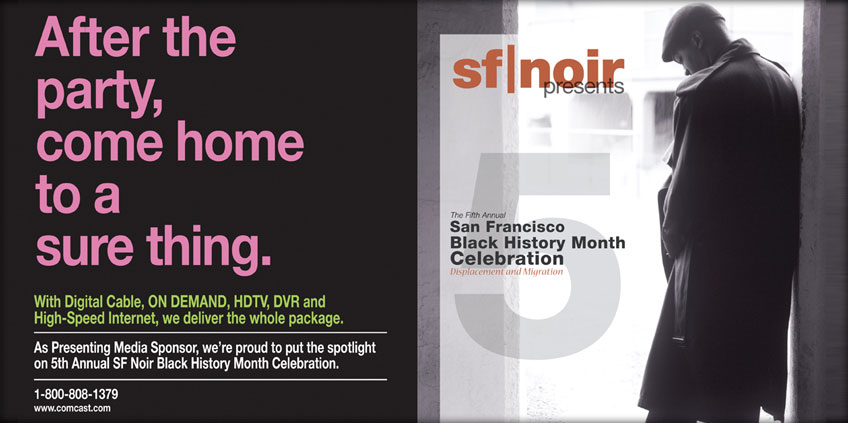 After the
party,
come home
to a
sure thing.
With Digital Cable, ON DEMAND, HDTV, DVR and
High-Speed Internet, we deliver the whole package.
As Presenting Media Sponsor, we're proud to put the spotlight
on 5th Annual SF Noir Black History Month Celebration.
1-800-808-1379
www.comcast.com
sf|noir
presents
5
The Fifth Annual
San Francisco
Black History Month
Celebration
Displacement and Migration